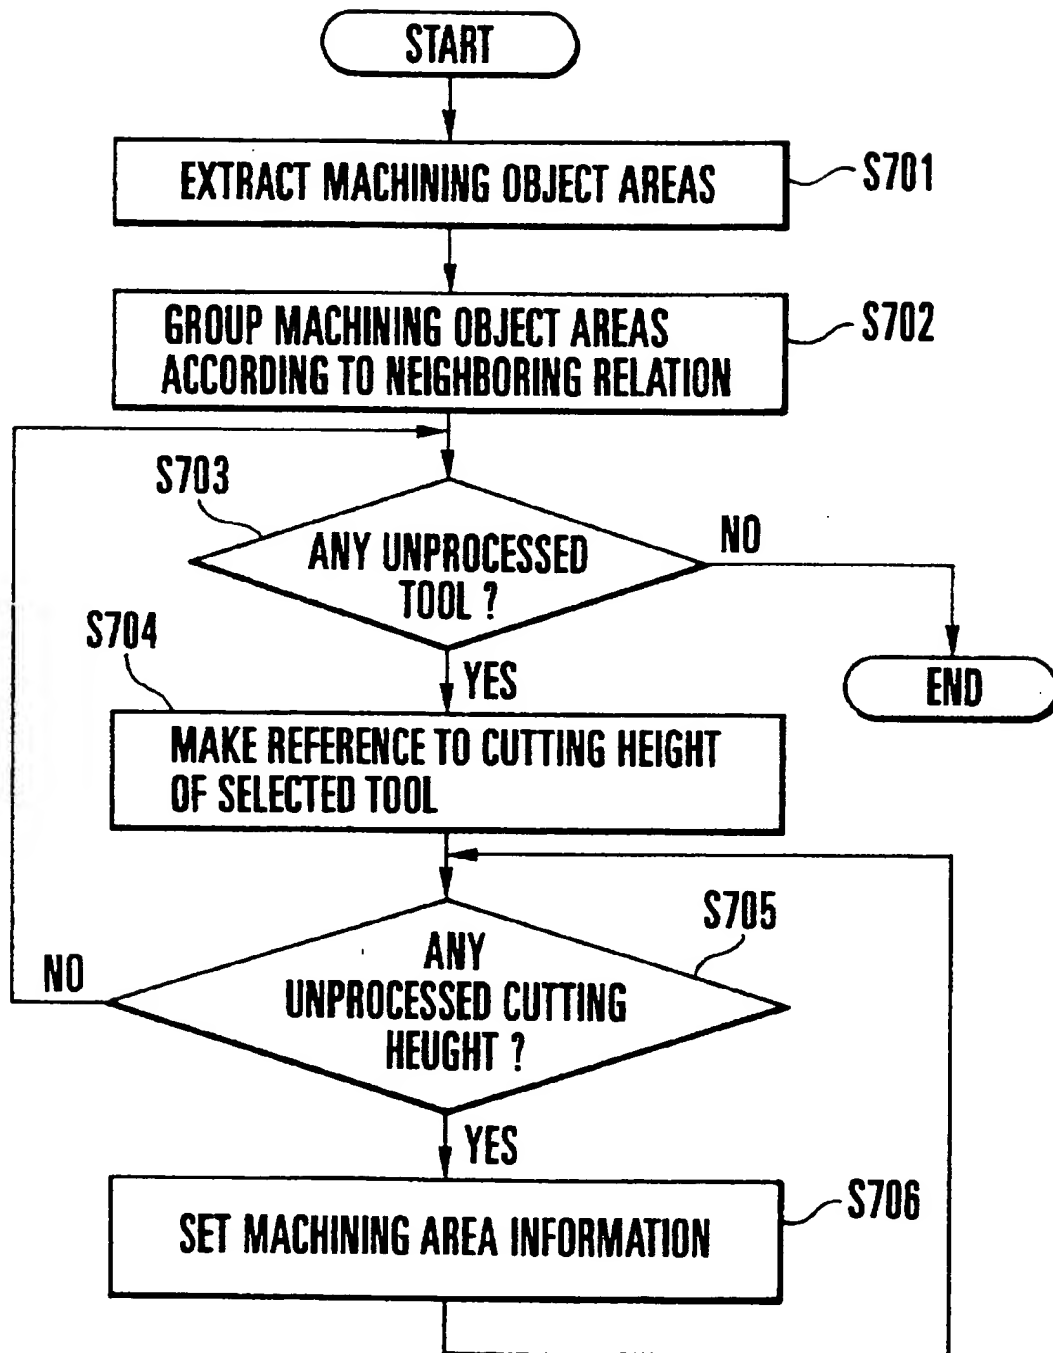 START
EXTRACT MACHINING OBJECT AREAS
S701
GROUP MACHINING OBJECT AREAS
ACCORDING TO NEIGHBORING RELATION
S702
S703
ANY UNPROCESSED
TOOL ?
NO
END
S704
YES
MAKE REFERENCE TO CUTTING HEIGHT
OF SELECTED TOOL
S705
ANY
UNPROCESSED CUTTING
HEUGHT ?
NO
YES
SET MACHINING AREA INFORMATION
S706